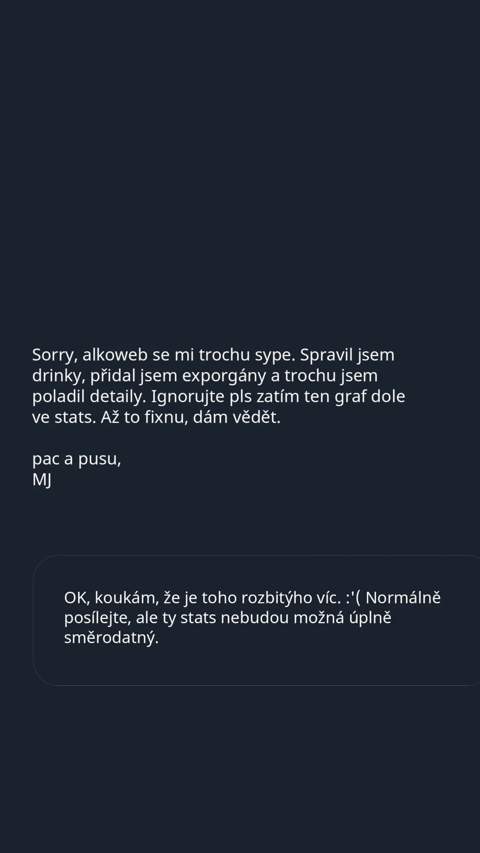 Sorry, alkoweb se mi trochu sype. Spravil jsem
drinky, přidal jsem exporgány a trochu jsem
poladil detaily. Ignorujte pls zatím ten graf dole
ve stats. Až to fixnu, dám vědět.
pac a pusu,
MJ
OK, koukám, že je toho rozbitýho víc. :'( Normálně
posílejte, ale ty stats nebudou možná úplně
směrodatný.